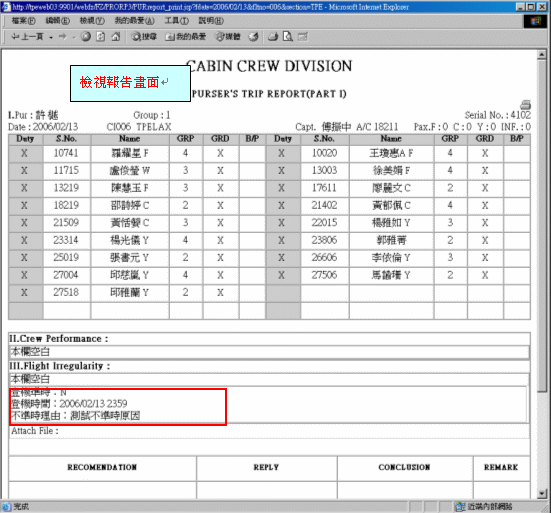 http://tpeweb03:9901/webfz/FZ/PRORP3/PURreport_print.jsp?fdate=2006/02/13&fltno=006&section=TPE - Microsoft Internet Explorer
檔案(F) 編輯(E) 檢視(V) 我的最愛(A) 工具(T) 說明(H)
上一頁 搜尋 我的最愛 媒體
檢視報告畫面
CABIN CREW DIVISION
PURSER'S TRIP REPORT(PART I)
I.Pur : 許 Group : 1 Serial No. : 4102
Date : 2006/02/13 CI006 TPELAX Capt. 傅振中 A/C 18211 Pax.F : 0 C : 0 Y : 0 INF. : 0
Duty S.No. Name GRP GRD B/P Duty S.No. Name GRP GRD B/P
X 10741 羅耀星 F 4 X X 10020 王瓊惠A F 4 X
X 11715 盧俊瑩 W 3 X X 13003 徐美娟 F 4 X
X 13219 陳慧玉 F 3 X X 17611 廖麗文 C 2 X
X 18219 邵詩婷 C 2 X X 21402 黃郁佩 C 4 X
X 21509 黃恬馨 C 3 X X 22015 楊雅如 Y 3 X
X 23314 楊光儀 Y 4 X X 23806 郭雅菁 2 X
X 25019 張書元 Y 2 X X 26606 李依倫 Y 3 X
X 27004 邱慈嵐 Y 4 X X 27506 馬詥珊 Y 2 X
X 27518 邱雅蘭 Y 2 X
II.Crew Performance :
本欄空白
III.Flight Irregularity :
本欄空白
登機準時 : N
登機時間 : 2006/02/13 2359
不準時理由 : 測試不準時原因
Attach File :
RECOMENDATION REPLY CONCLUSION REMARK
完成 近端內部網路